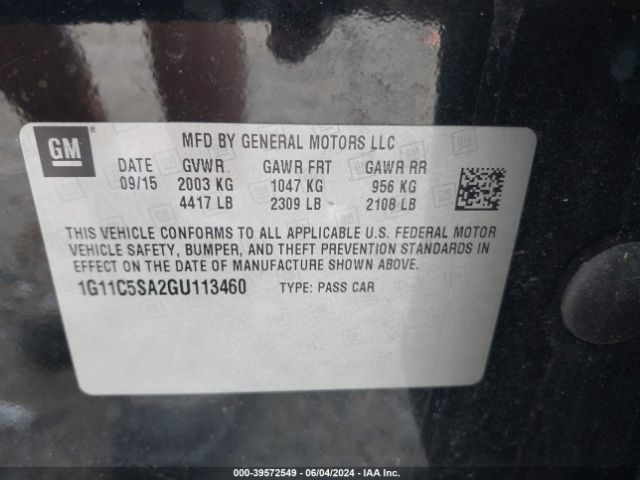 GM
MFD BY GENERAL MOTORS LLC
DATE GVWR GAWR FRT GAWR RR
09/15 2003 KG 1047 KG 956 KG
4417 LB 2309 LB 2108 LB
THIS VEHICLE CONFORMS TO ALL APPLICABLE U.S. FEDERAL MOTOR
VEHICLE SAFETY, BUMPER, AND THEFT PREVENTION STANDARDS IN
EFFECT ON THE DATE OF MANUFACTURE SHOWN ABOVE.
1G11C5SA2GU113460 TYPE: PASS CAR
000-39572549 - 06/04/2024 - IAA Inc.